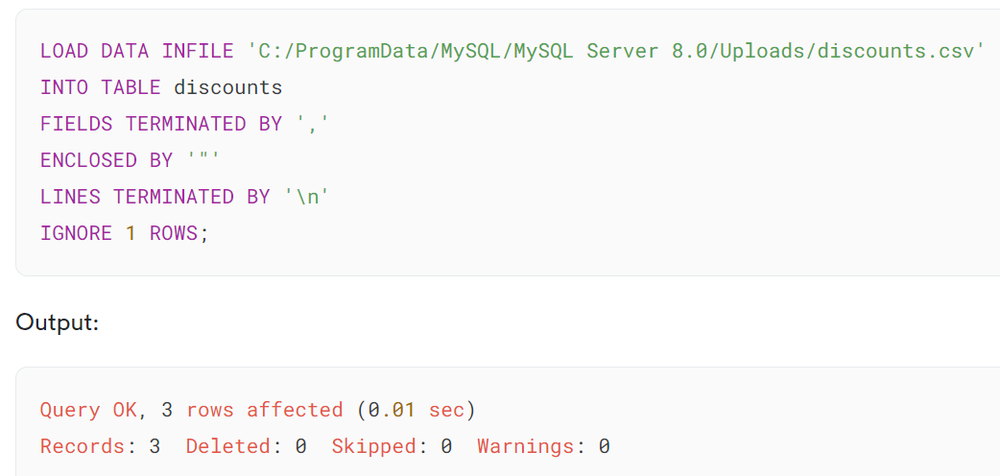 LOAD DATA INFILE 'C:/ProgramData/MySQL/MySQL Server 8.0/Uploads/discounts.csv'
INTO TABLE discounts
FIELDS TERMINATED BY ','
ENCLOSED BY '"'
LINES TERMINATED BY '\n'
IGNORE 1 ROWS;
Output:
Query OK, 3 rows affected (0.01 sec)
Records: 3  Deleted: 0  Skipped: 0  Warnings: 0